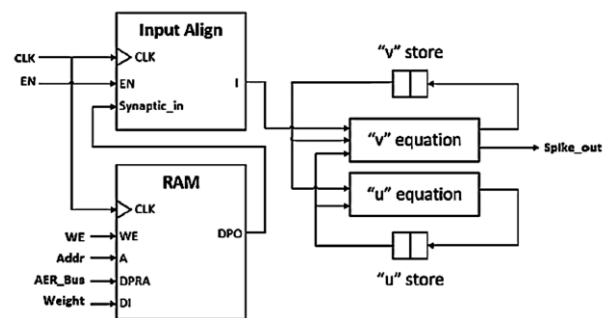 Input Align
CLK
CLK
EN
EN
I
Synaptic_in
"v" store
"v" equation
Spike_out
"u" equation
"u" store
RAM
CLK
WE
WE
DPO
Addr
A
AER_Bus
DPRA
Weight
DI